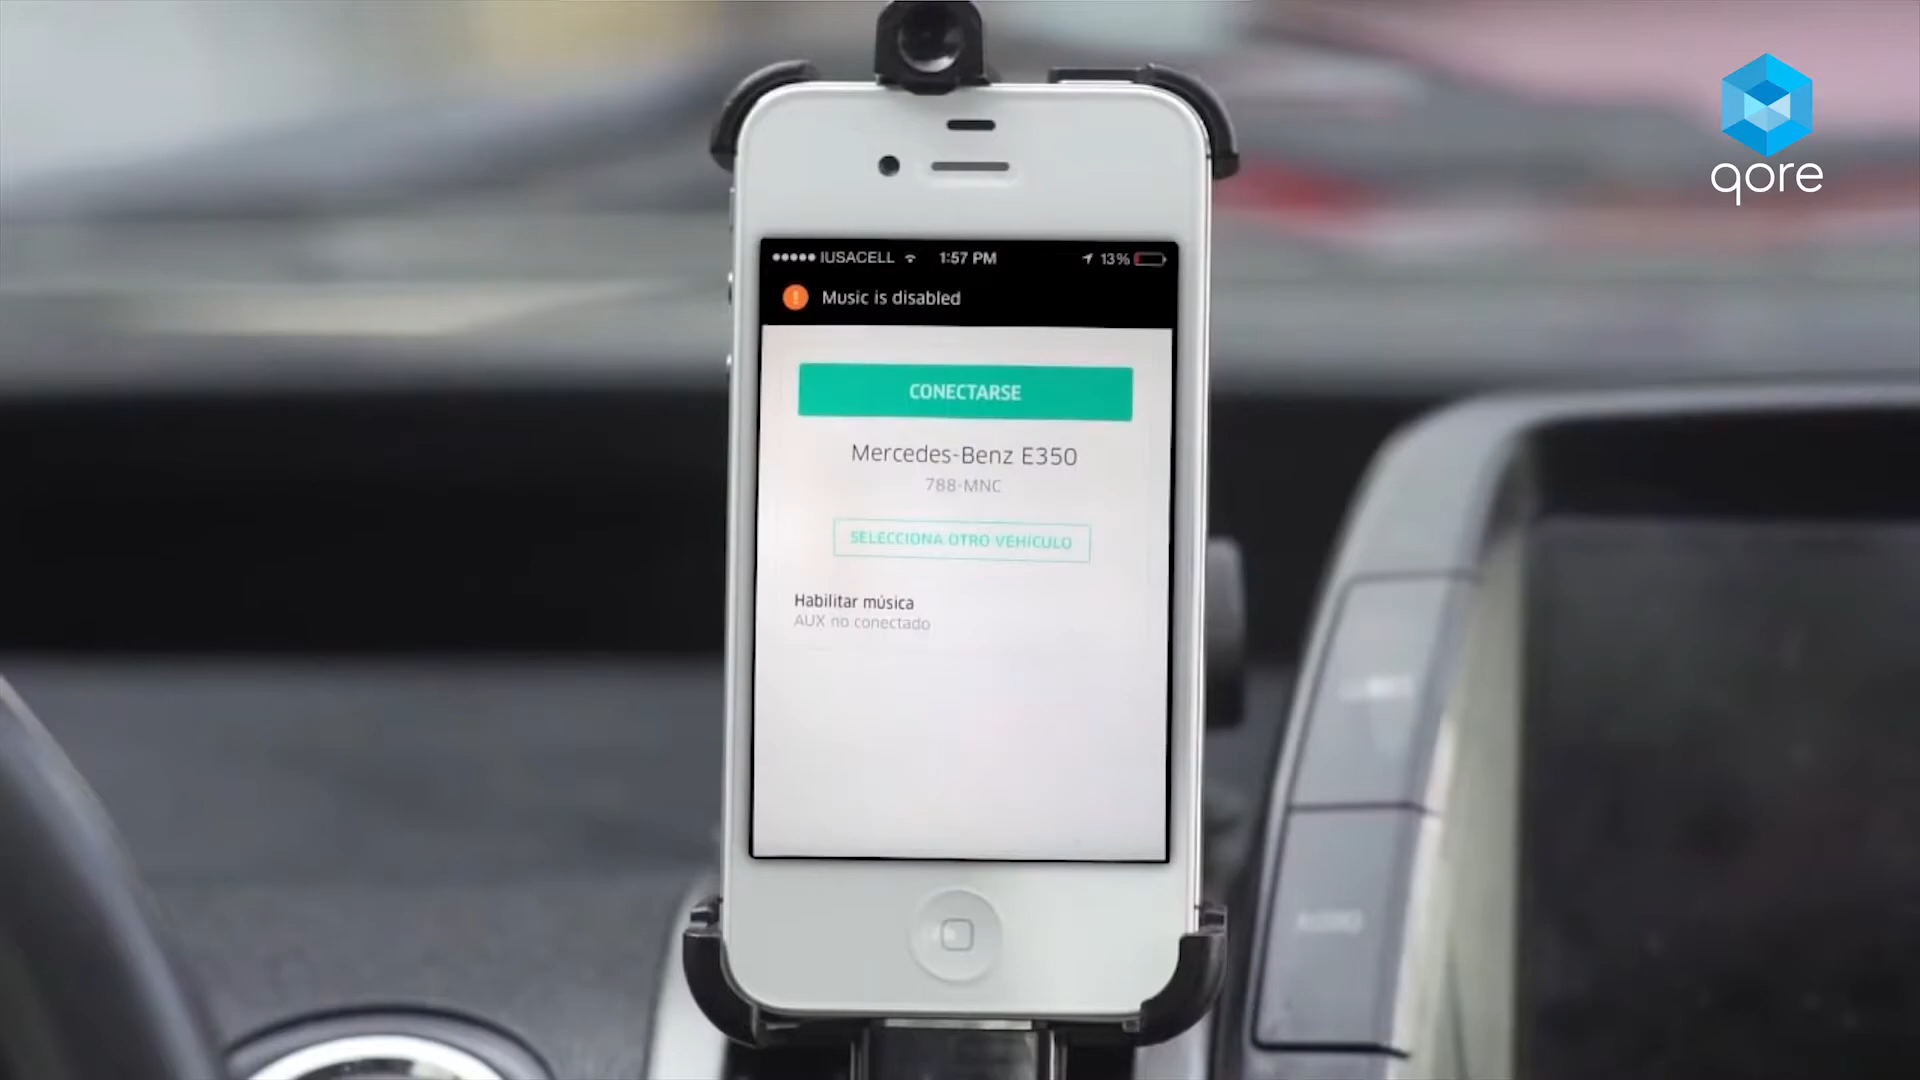 qore
IUSACELL 1:57 PM 13%
Music is disabled
CONECTARSE
Mercedes-Benz E350
788-MNC
SELECCIONA OTRO VEHÍCULO
Habilitar música
AUX no conectado
AUDIO